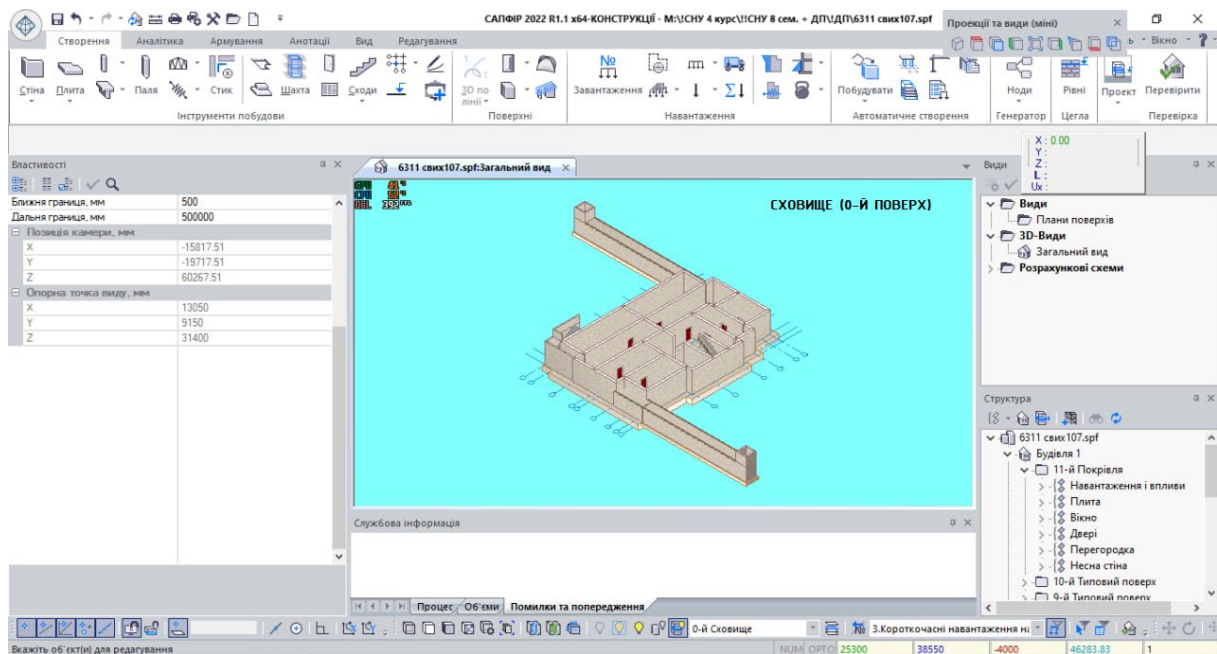 САПФІР 2022 R1.1 x64-КОНСТРУКЦІЇ - M:\!СНУ 4 курс\!!СНУ 8 сем. + ДП\!ДП\6311 свих107.spf
Проекції та види (міні)
Створення Аналітика Армування Анотації Вид Редагування
Вікно
Стіна Плита Паля Стик Шахта Сходи 3D по лінії Завантаження Побудувати Ноди Рівні Проект Перевірити
Інструменти побудови Поверхні Навантаження Автоматичне створення Генератор Цегла Перевірка
X : 0.00
Y :
Z :
L :
Uх :
Властивості
6311 свих107.spf:Загальний вид
Види
Ближня границя, мм 500
Дальня границя, мм 500000
Позиція камери, мм
X -15817.51
Y -19717.51
Z 60267.51
Опорна точка виду, мм
X 13050
Y 9150
Z 31400
СХОВИЩЕ (0-Й ПОВЕРХ)
Види
Плани поверхів
3D-Види
Загальний вид
Розрахункові схеми
Структура
6311 свих107.spf
Будівля 1
11-й Покрівля
Навантаження і впливи
Плита
Вікно
Двері
Перегородка
Несна стіна
10-й Типовий поверх
9-й Типовий поверх
Службова інформація
Процес Об'єми Помилки та попередження
0-й Сховище
3.Короткочасні навантаження на
Вкажіть об'єкт(и) для редагування
NUM ОРТО 25300 38550 -4000 46283.83 1